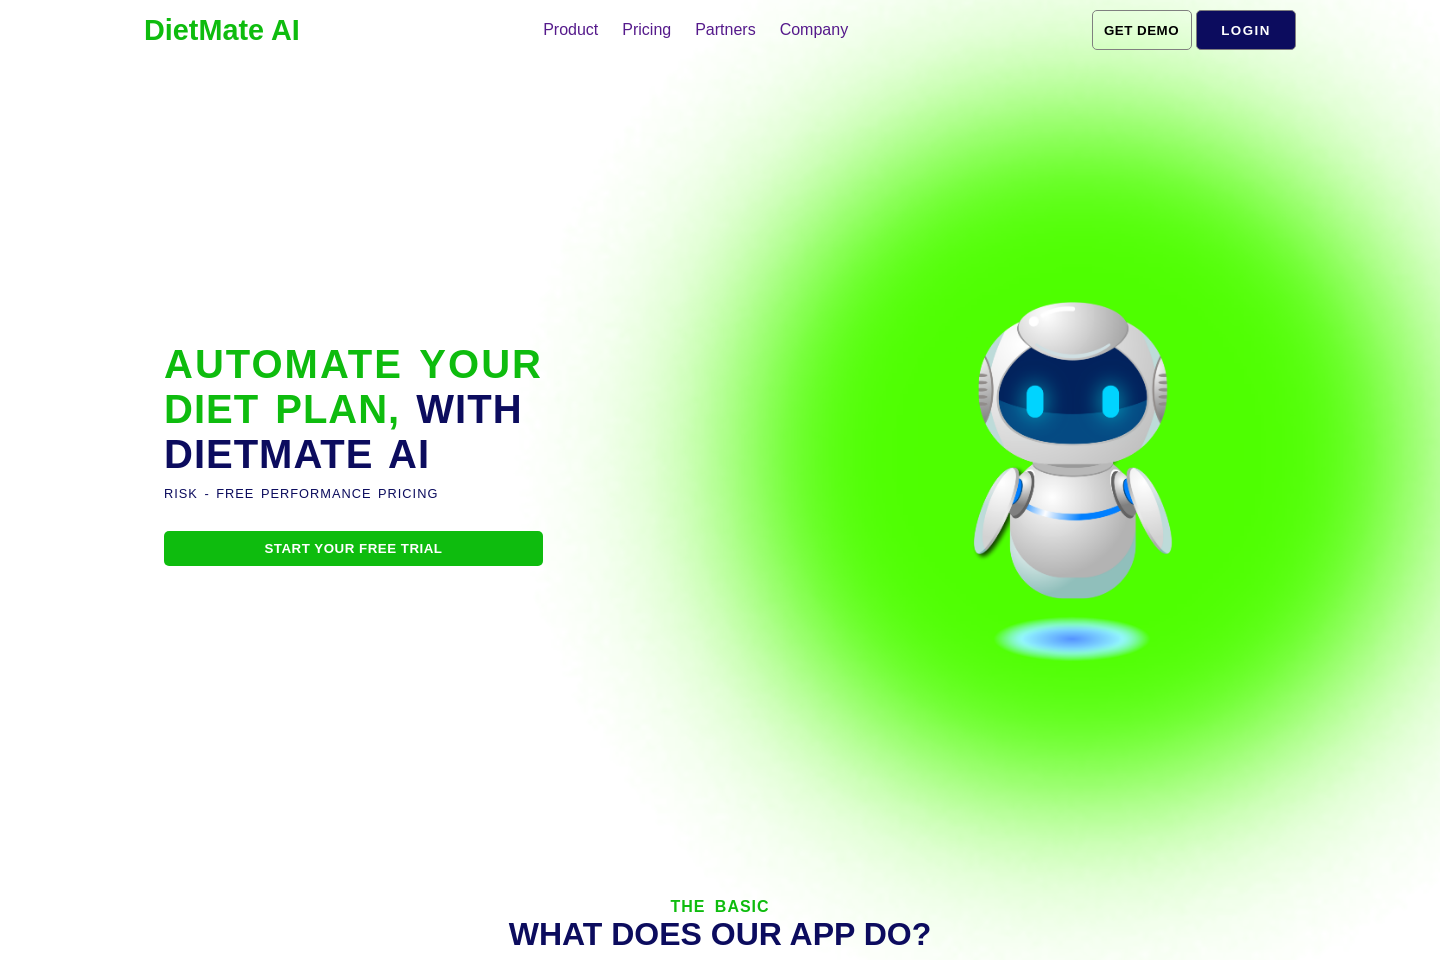 DietMate AI
Product Pricing Partners Company
GET DEMO LOGIN
AUTOMATE YOUR
DIET PLAN, WITH
DIETMATE AI
RISK - FREE PERFORMANCE PRICING
START YOUR FREE TRIAL
THE BASIC
WHAT DOES OUR APP DO?